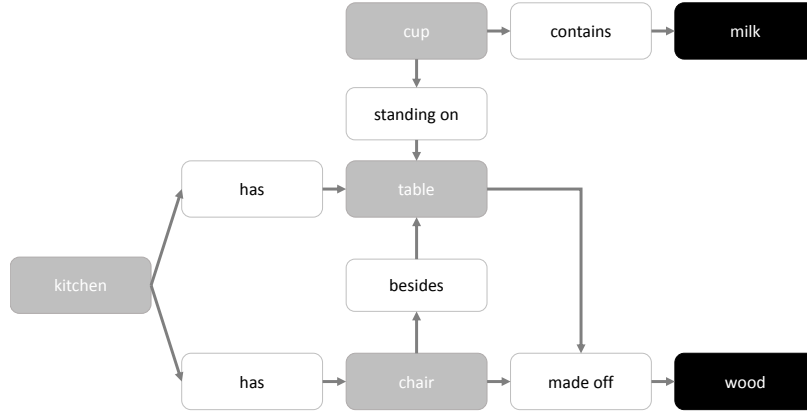 cup
contains
milk
standing on
has
table
kitchen
besides
has
chair
made off
wood